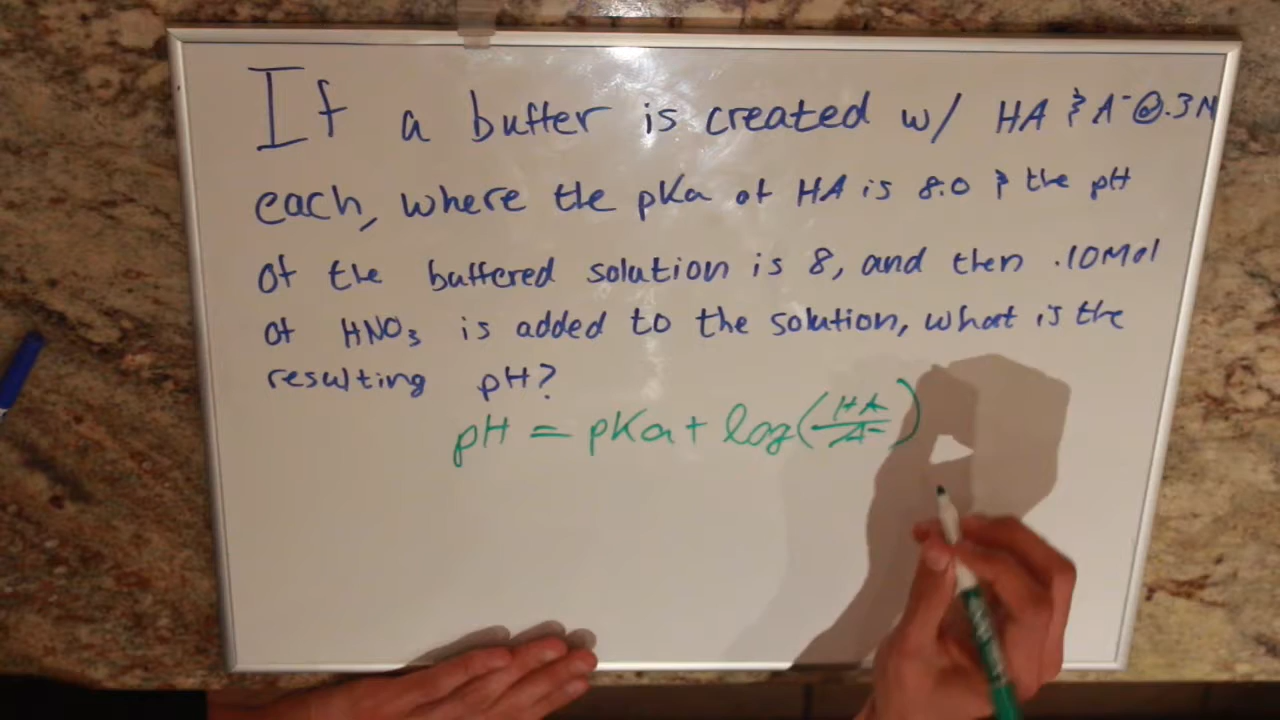 If a buffer is created w/ HA & A⁻ @ .3M
each, where the pKa of HA is 8.0 & the pH
of the buffered solution is 8, and then .10Mol
of HNO₃ is added to the solution, what is the
resulting pH?
pH = pKa + log(HA/A⁻)